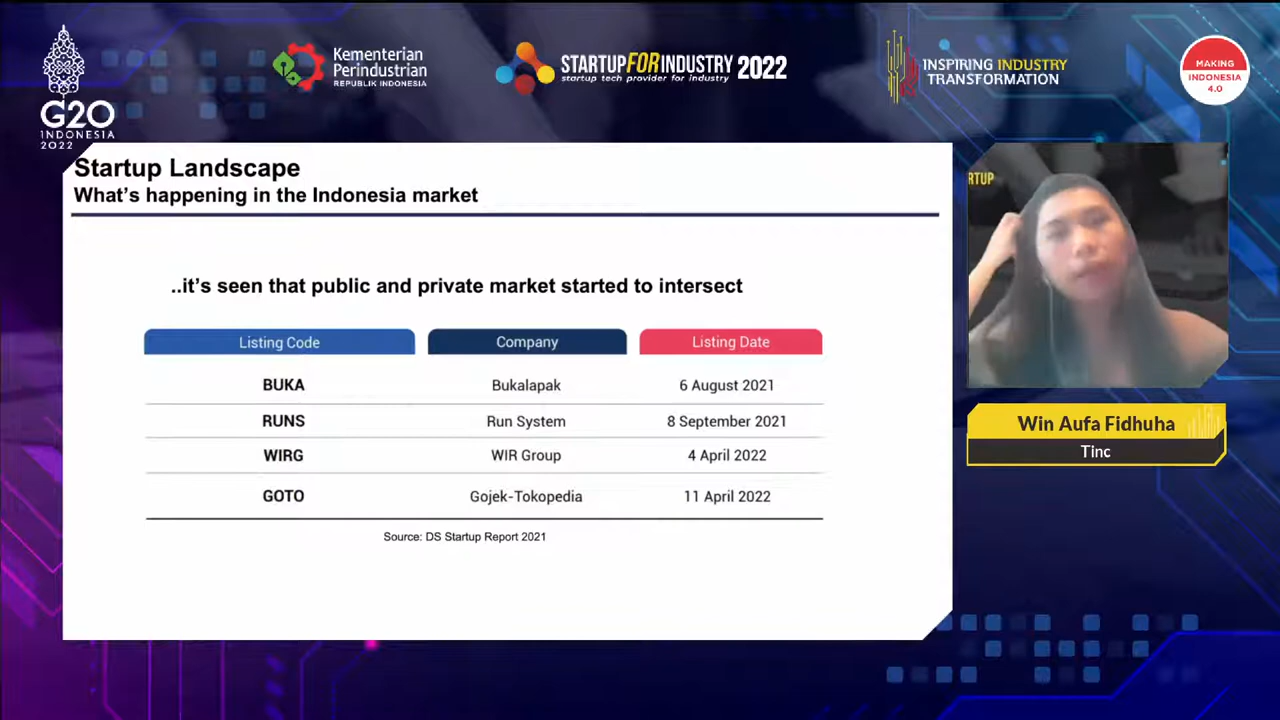 G20
INDONESIA
2022
Kementerian
Perindustrian
REPUBLIK INDONESIA
STARTUPFORINDUSTRY 2022
startup tech provider for industry
INSPIRING INDUSTRY
TRANSFORMATION
MAKING
INDONESIA
4.0
Startup Landscape
What's happening in the Indonesia market
..it's seen that public and private market started to intersect
Listing Code Company Listing Date
BUKA Bukalapak 6 August 2021
RUNS Run System 8 September 2021
WIRG WIR Group 4 April 2022
GOTO Gojek-Tokopedia 11 April 2022
Source: DS Startup Report 2021
RTUP
Win Aufa Fidhuha
Tinc